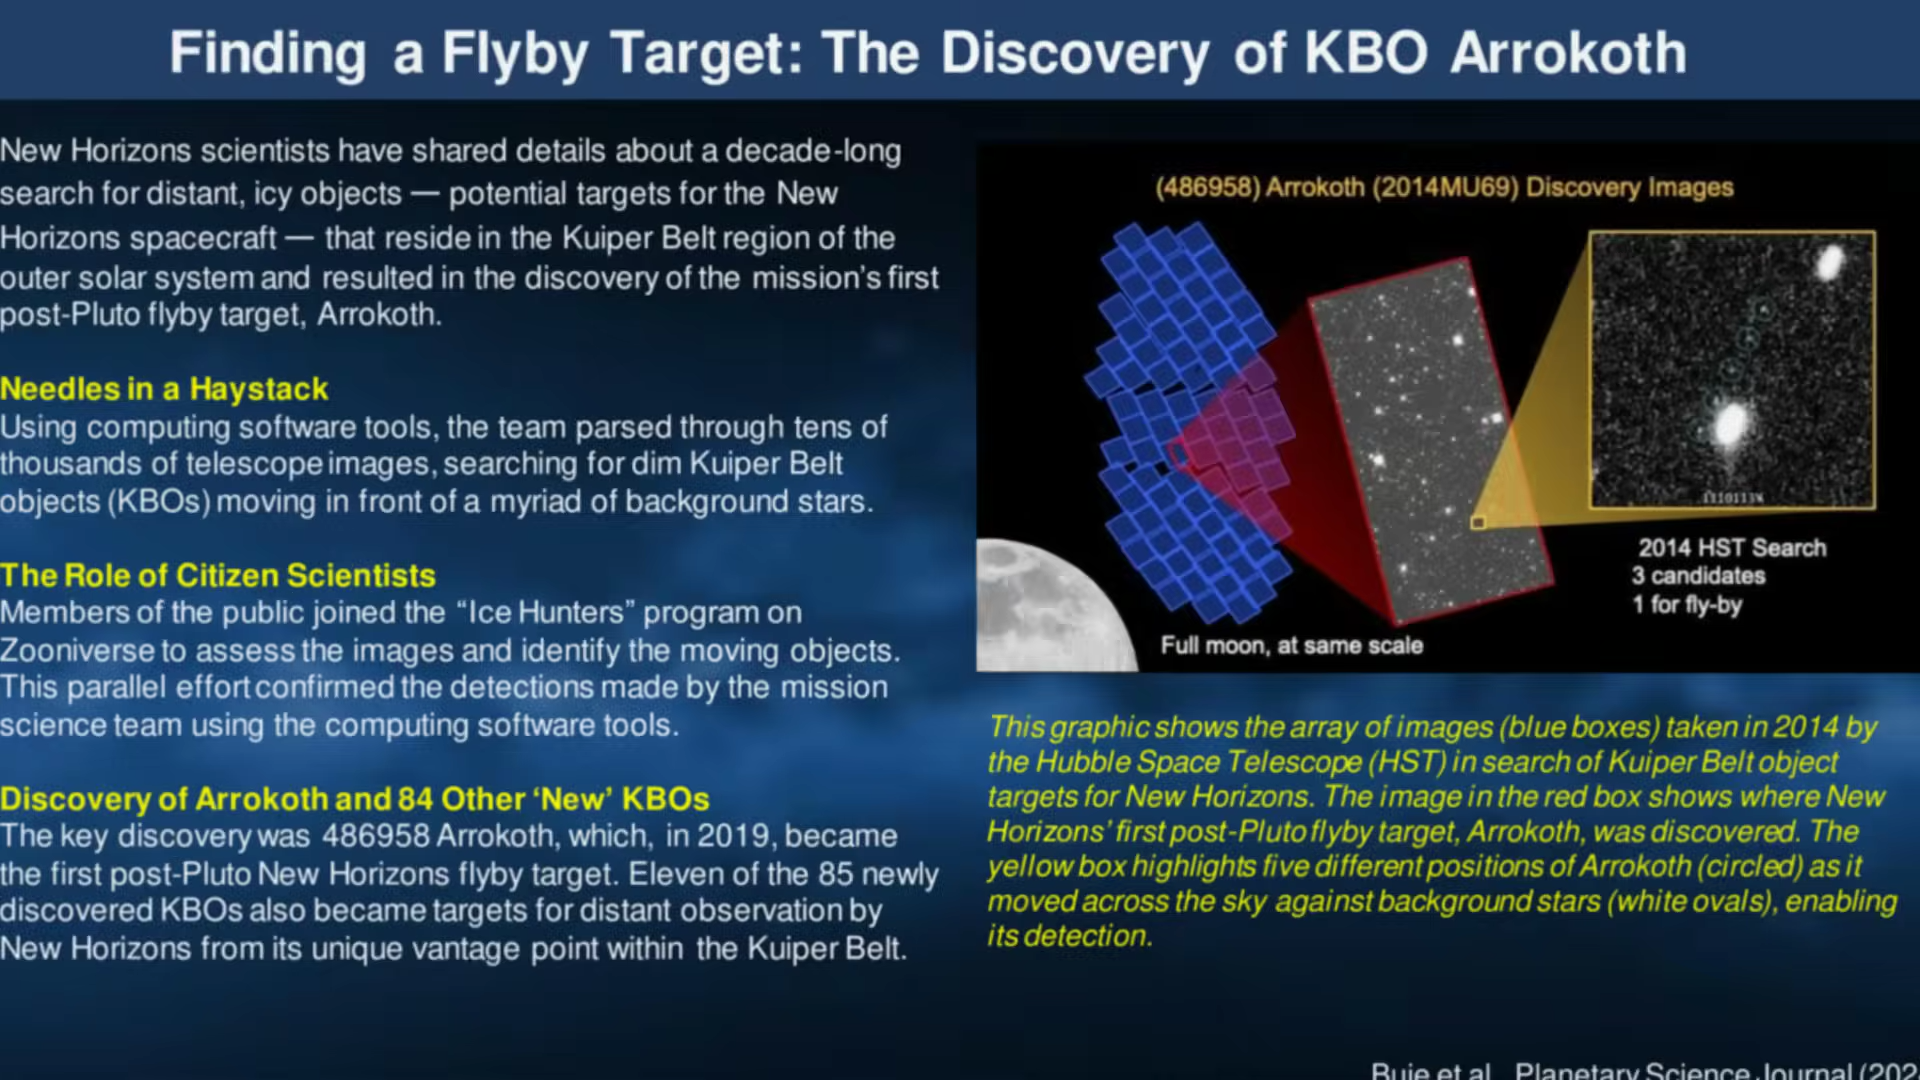 Finding a Flyby Target: The Discovery of KBO Arrokoth
New Horizons scientists have shared details about a decade-long
search for distant, icy objects — potential targets for the New
Horizons spacecraft — that reside in the Kuiper Belt region of the
outer solar system and resulted in the discovery of the mission's first
post-Pluto flyby target, Arrokoth.
Needles in a Haystack
Using computing software tools, the team parsed through tens of
thousands of telescope images, searching for dim Kuiper Belt
objects (KBOs) moving in front of a myriad of background stars.
The Role of Citizen Scientists
Members of the public joined the “Ice Hunters” program on
Zooniverse to assess the images and identify the moving objects.
This parallel effort confirmed the detections made by the mission
science team using the computing software tools.
Discovery of Arrokoth and 84 Other ‘New’ KBOs
The key discovery was 486958 Arrokoth, which, in 2019, became
the first post-Pluto New Horizons flyby target. Eleven of the 85 newly
discovered KBOs also became targets for distant observation by
New Horizons from its unique vantage point within the Kuiper Belt.
(486958) Arrokoth (2014MU69) Discovery Images
2014 HST Search
3 candidates
1 for fly-by
Full moon, at same scale
This graphic shows the array of images (blue boxes) taken in 2014 by
the Hubble Space Telescope (HST) in search of Kuiper Belt object
targets for New Horizons. The image in the red box shows where New
Horizons’ first post-Pluto flyby target, Arrokoth, was discovered. The
yellow box highlights five different positions of Arrokoth (circled) as it
moved across the sky against background stars (white ovals), enabling
its detection.
Buie et al., Planetary Science Journal